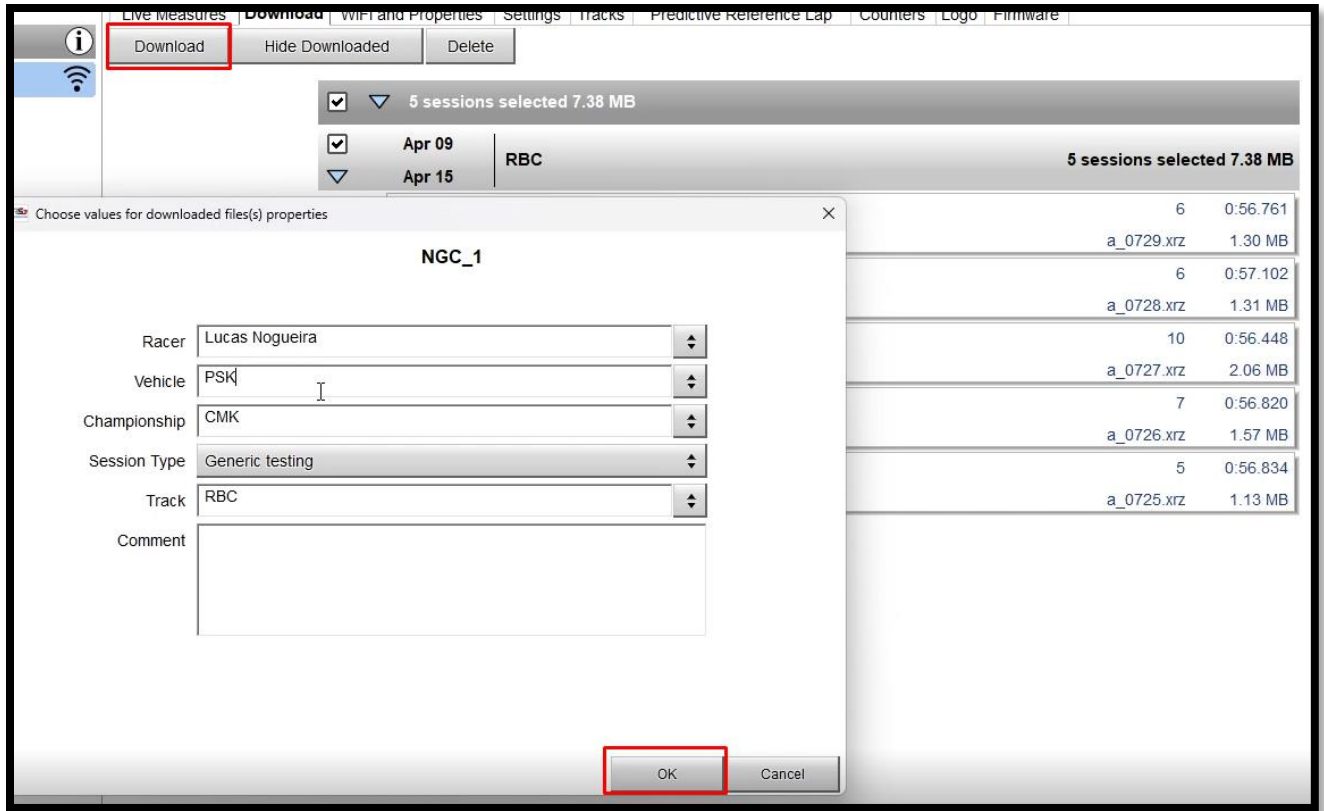 Live Measures Download WiFi and Properties Settings Tracks Predictive Reference Lap Counters Logo Firmware
Download Hide Downloaded Delete
5 sessions selected 7.38 MB
Apr 09
RBC 5 sessions selected 7.38 MB
Apr 15
Choose values for downloaded files(s) properties
6 0:56.761
a_0729.xrz 1.30 MB
NGC_1
6 0:57.102
a_0728.xrz 1.31 MB
Racer Lucas Nogueira
10 0:56.448
a_0727.xrz 2.06 MB
Vehicle PSK
7 0:56.820
Championship CMK
a_0726.xrz 1.57 MB
Session Type Generic testing
5 0:56.834
Track RBC
a_0725.xrz 1.13 MB
Comment
OK Cancel